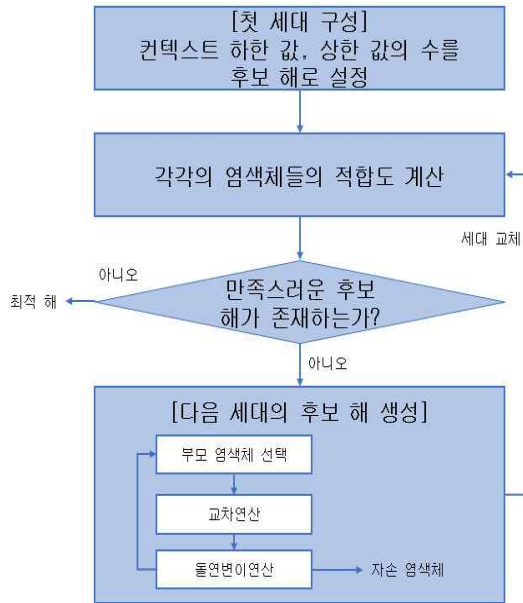 [첫 세대 구성]
컨텍스트 하한 값, 상한 값의 수를
후보 해로 설정
각각의 염색체들의 적합도 계산
세대 교체
아니오
만족스러운 후보
해가 존재하는가?
최적 해
아니오
[다음 세대의 후보 해 생성]
부모 염색체 선택
교차연산
돌연변이연산
자손 염색체